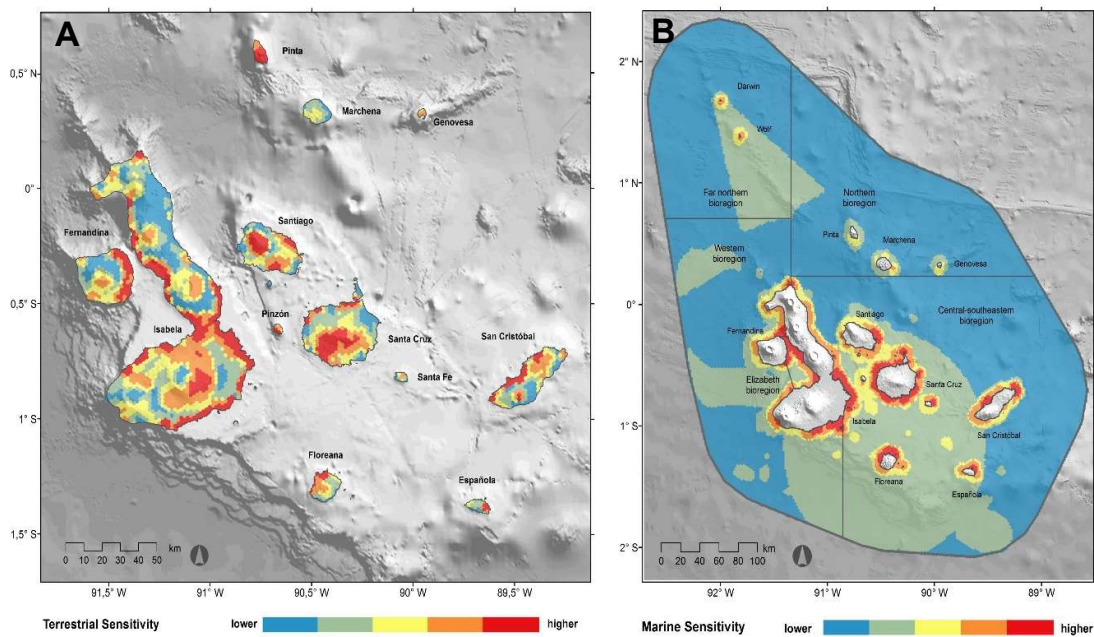 A
Pinta
0,5° N
Marchena
Genovesa
0°
Santiago
Fernandina
0,5° S
Pinzón
Isabela
Santa Cruz
San Cristóbal
Santa Fe
1° S
Floreana
Española
1,5° S
0 10 20 30 40 50 km
91,5° W 91° W 90,5° W 90° W 89,5° W
Terrestrial Sensitivity lower higher
B
2° N
Darwin
Wolf
1° N
Far northern
bioregion
Northern
bioregion
Pinta
Marchena
Western
bioregion
Genovesa
0°
Central-southeastern
bioregion
Santiago
Fernandina
Elizabeth
bioregion
Santa Cruz
Isabela
1° S
San Cristóbal
Floreana
Española
2° S
0 20 40 60 80 100 km
92° W 91° W 90° W 89° W
Marine Sensitivity lower higher